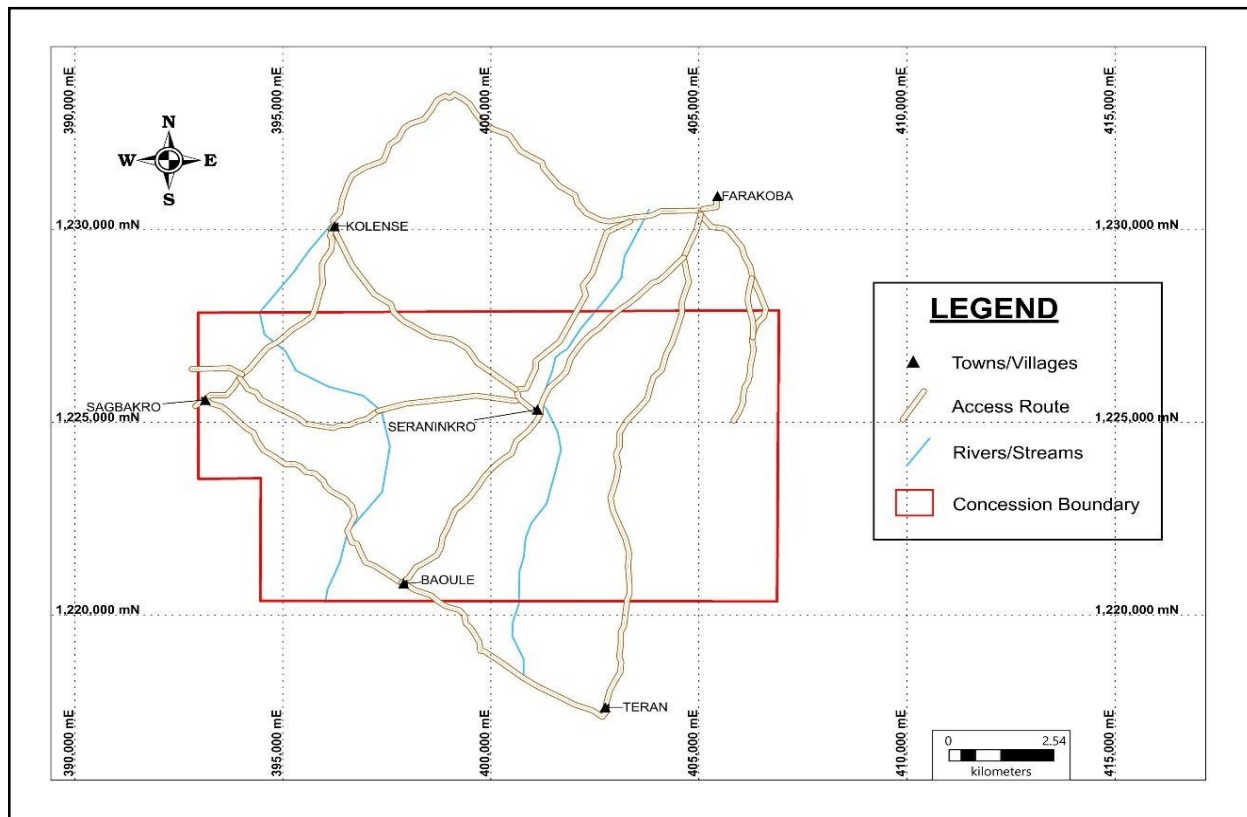 390,000 mE
395,000 mE
400,000 mE
405,000 mE
410,000 mE
415,000 mE
N
W
E
S
FARAKOBA
1,230,000 mN
KOLENSE
1,230,000 mN
LEGEND
Towns/Villages
Access Route
Rivers/Streams
Concession Boundary
SAGBAKRO
1,225,000 mN
SERANINKRO
1,225,000 mN
BAOULE
1,220,000 mN
1,220,000 mN
TERAN
0
2.54
kilometers
390,000 mE
395,000 mE
400,000 mE
405,000 mE
410,000 mE
415,000 mE